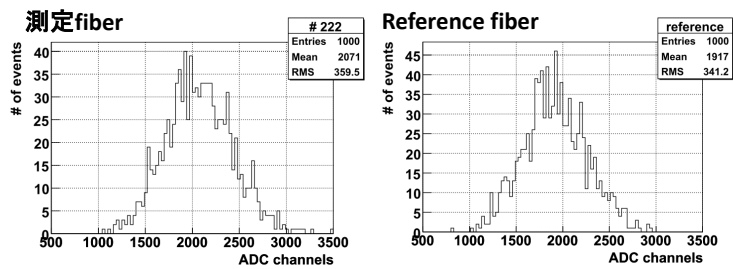 測定fiber
# 222
Entries 1000
Mean 2071
RMS 359.5
# of events
40
35
30
25
20
15
10
5
0
500 1000 1500 2000 2500 3000 3500
ADC channels
Reference fiber
reference
Entries 1000
Mean 1917
RMS 341.2
# of events
45
40
35
30
25
20
15
10
5
0
500 1000 1500 2000 2500 3000 3500
ADC channels